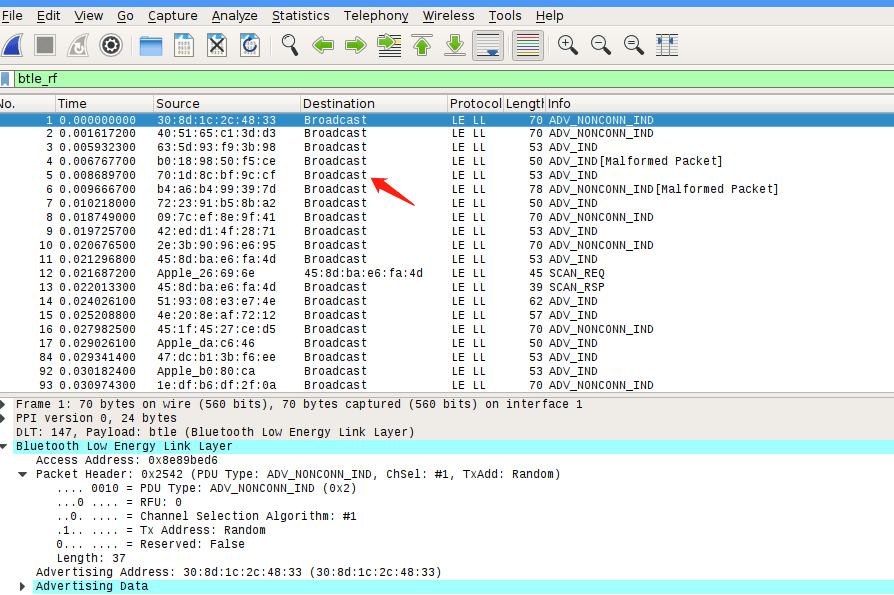 File Edit View Go Capture Analyze Statistics Telephony Wireless Tools Help
btle_rf
No. Time Source Destination Protocol Length Info
1 0.000000000 30:8d:1c:2c:48:33 Broadcast LE LL 70 ADV_NONCONN_IND
2 0.001617200 40:51:65:c1:3d:d3 Broadcast LE LL 70 ADV_NONCONN_IND
3 0.005932300 63:5d:93:f9:3b:98 Broadcast LE LL 53 ADV_IND
4 0.006767700 b0:18:98:50:f5:ce Broadcast LE LL 50 ADV_IND[Malformed Packet]
5 0.008689700 70:1d:8c:bf:9c:cf Broadcast LE LL 53 ADV_IND
6 0.009666700 b4:a6:b4:99:39:7d Broadcast LE LL 78 ADV_NONCONN_IND[Malformed Packet]
7 0.010218000 72:23:91:b5:8b:a2 Broadcast LE LL 50 ADV_IND
8 0.018749000 09:7c:ef:8e:9f:41 Broadcast LE LL 70 ADV_NONCONN_IND
9 0.019725700 42:ed:d1:4f:28:71 Broadcast LE LL 53 ADV_IND
10 0.020676500 2e:3b:90:96:e6:95 Broadcast LE LL 70 ADV_NONCONN_IND
11 0.021296800 45:8d:ba:e6:fa:4d Broadcast LE LL 53 ADV_IND
12 0.021687200 Apple_26:69:6e 45:8d:ba:e6:fa:4d LE LL 45 SCAN_REQ
13 0.022013300 45:8d:ba:e6:fa:4d Broadcast LE LL 39 SCAN_RSP
14 0.024026100 51:93:08:e3:e7:4e Broadcast LE LL 62 ADV_IND
15 0.025208800 4e:20:8e:af:72:12 Broadcast LE LL 57 ADV_IND
16 0.027982500 45:1f:45:27:ce:d5 Broadcast LE LL 70 ADV_NONCONN_IND
17 0.029026100 Apple_da:c6:46 Broadcast LE LL 50 ADV_IND
84 0.029341400 47:dc:b1:3b:f6:ee Broadcast LE LL 53 ADV_IND
92 0.030182400 Apple_b0:80:ca Broadcast LE LL 53 ADV_IND
93 0.030974300 1e:df:b6:df:2f:0a Broadcast LE LL 70 ADV_NONCONN_IND
Frame 1: 70 bytes on wire (560 bits), 70 bytes captured (560 bits) on interface 1
PPI version 0, 24 bytes
DLT: 147, Payload: btle (Bluetooth Low Energy Link Layer)
Bluetooth Low Energy Link Layer
Access Address: 0x8e89bed6
Packet Header: 0x2542 (PDU Type: ADV_NONCONN_IND, ChSel: #1, TxAdd: Random)
.... 0010 = PDU Type: ADV_NONCONN_IND (0x2)
...0 .... = RFU: 0
..0. .... = Channel Selection Algorithm: #1
.1.. .... = Tx Address: Random
0... .... = Reserved: False
Length: 37
Advertising Address: 30:8d:1c:2c:48:33 (30:8d:1c:2c:48:33)
Advertising Data